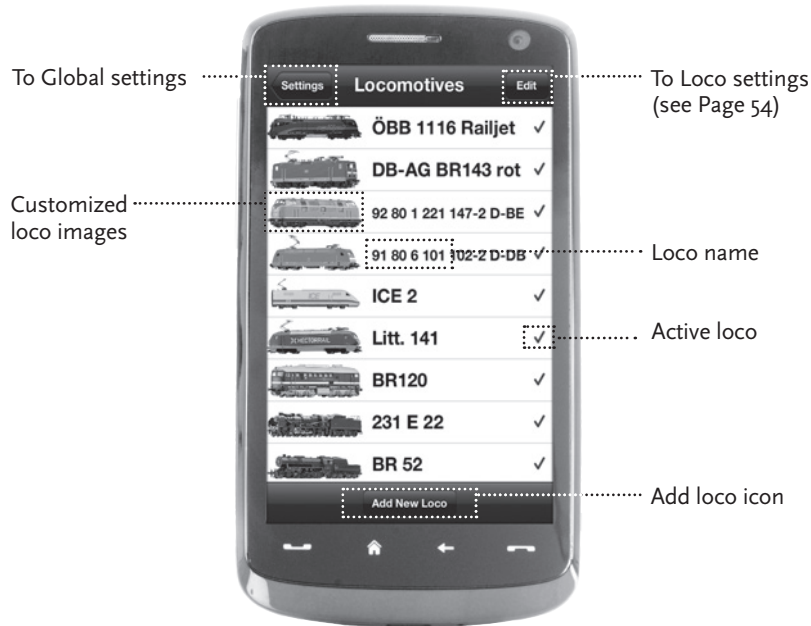 To Global settings
Settings
Locomotives
Edit
To Loco settings
(see Page 54)
ÖBB 1116 Railjet ✓
DB-AG BR143 rot ✓
Customized
loco images
92 80 1 221 147-2 D-BE ✓
91 80 6 101 102-2 D-DB ✓
Loco name
ICE 2 ✓
VECTORRAIL
Litt. 141 ✓
Active loco
BR120 ✓
231 E 22 ✓
BR 52 ✓
Add New Loco
Add loco icon